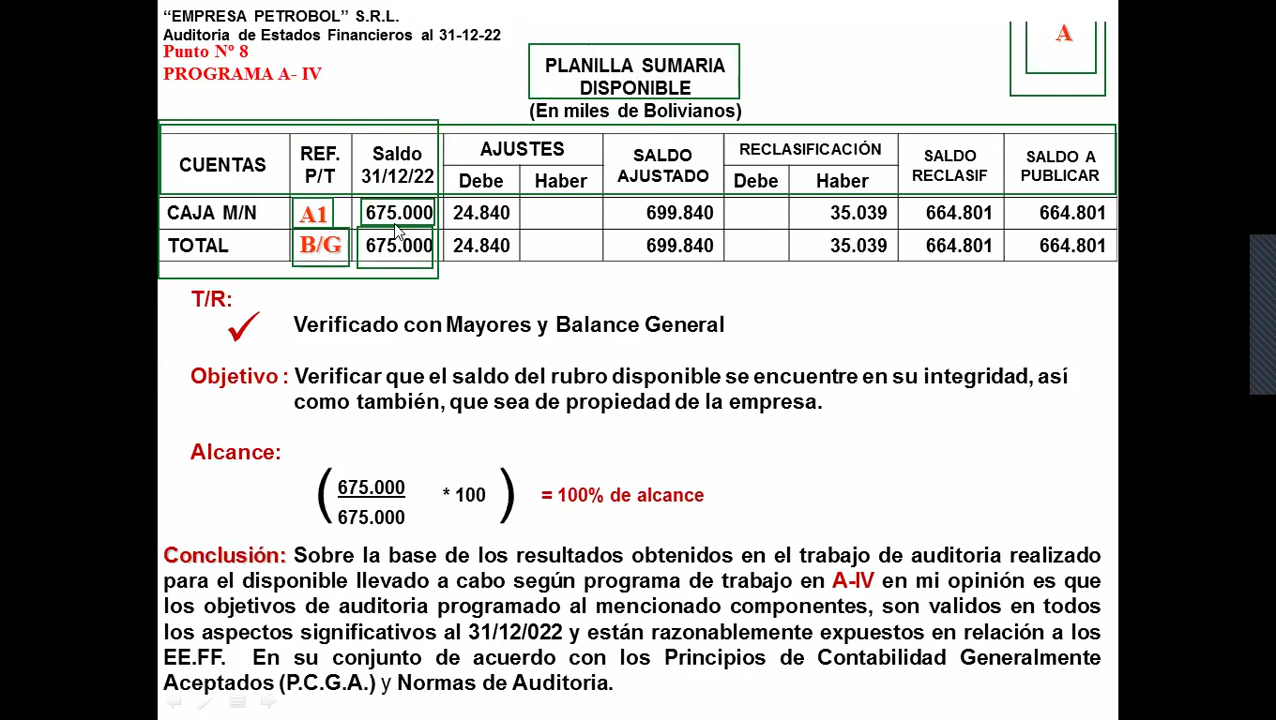 “EMPRESA PETROBOL” S.R.L.
Auditoria de Estados Financieros al 31-12-22
Punto Nº 8
PROGRAMA A- IV
A
PLANILLA SUMARIA
DISPONIBLE
(En miles de Bolivianos)
CUENTAS REF. P/T Saldo 31/12/22 AJUSTES Debe Haber SALDO AJUSTADO RECLASIFICACIÓN Debe Haber SALDO RECLASIF SALDO A PUBLICAR
CAJA M/N A1 675.000 24.840 699.840 35.039 664.801 664.801
TOTAL B/G 675.000 24.840 699.840 35.039 664.801 664.801
T/R:
✓ Verificado con Mayores y Balance General
Objetivo : Verificar que el saldo del rubro disponible se encuentre en su integridad, así
como también, que sea de propiedad de la empresa.
Alcance:
( 675.000 / 675.000 * 100 ) = 100% de alcance
Conclusión: Sobre la base de los resultados obtenidos en el trabajo de auditoria realizado
para el disponible llevado a cabo según programa de trabajo en A-IV en mi opinión es que
los objetivos de auditoria programado al mencionado componentes, son validos en todos
los aspectos significativos al 31/12/022 y están razonablemente expuestos en relación a los
EE.FF. En su conjunto de acuerdo con los Principios de Contabilidad Generalmente
Aceptados (P.C.G.A.) y Normas de Auditoria.